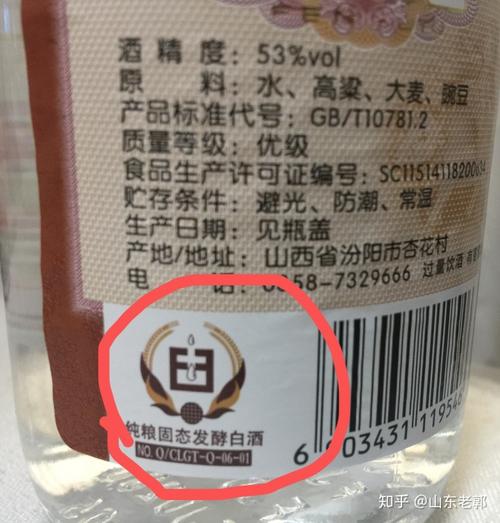 酒精度：53%vol
原料：水、高粱、大麦、豌豆
产品标准代号：GB/T10781.2
质量等级：优级
食品生产许可证编号：SC11514118200634
贮存条件：避光、防潮、常温
生产日期：见瓶盖
产地/地址：山西省汾阳市杏花村
电话：0358-7329666 过量饮酒
纯粮固态发酵白酒
NO. Q/CLGT-Q-06-01
6 903431 11954
知乎 @山东老郭